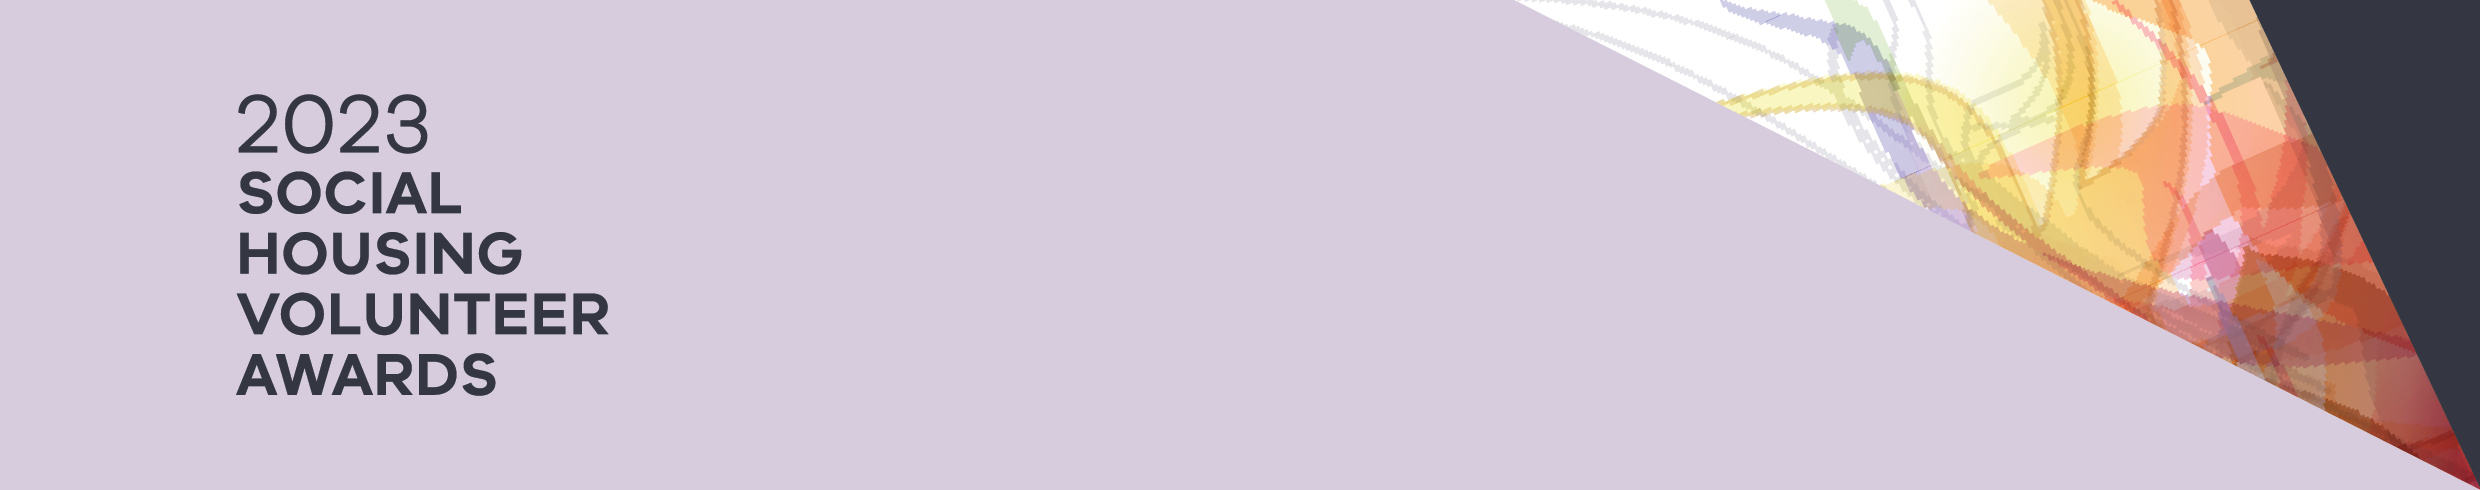 2023
SOCIAL
HOUSING
VOLUNTEER
AWARDS